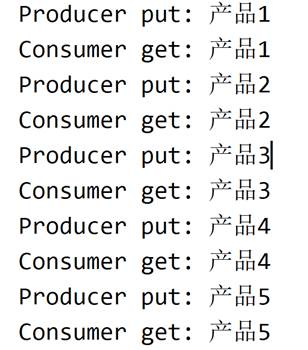 Producer put: 产品1
Consumer get: 产品1
Producer put: 产品2
Consumer get: 产品2
Producer put: 产品3
Consumer get: 产品3
Producer put: 产品4
Consumer get: 产品4
Producer put: 产品5
Consumer get: 产品5